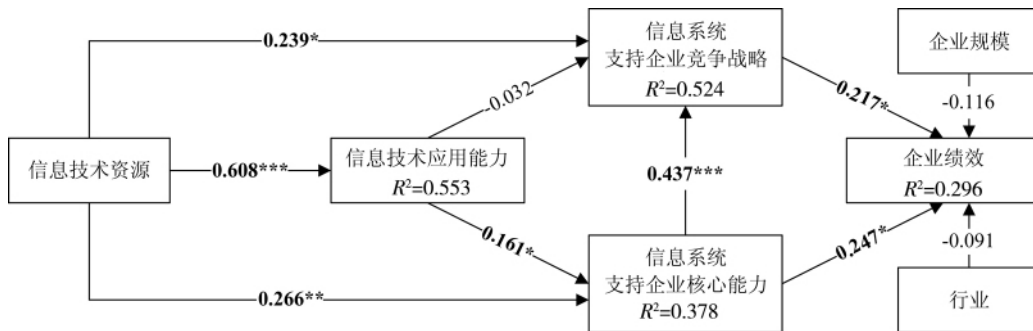 0.239*
信息系统
支持企业竞争战略
R²=0.524
企业规模
-0.032
0.217*
-0.116
信息技术资源
0.608***
信息技术应用能力
R²=0.553
0.437***
企业绩效
R²=0.296
0.161*
0.247*
-0.091
0.266**
信息系统
支持企业核心能力
R²=0.378
行业